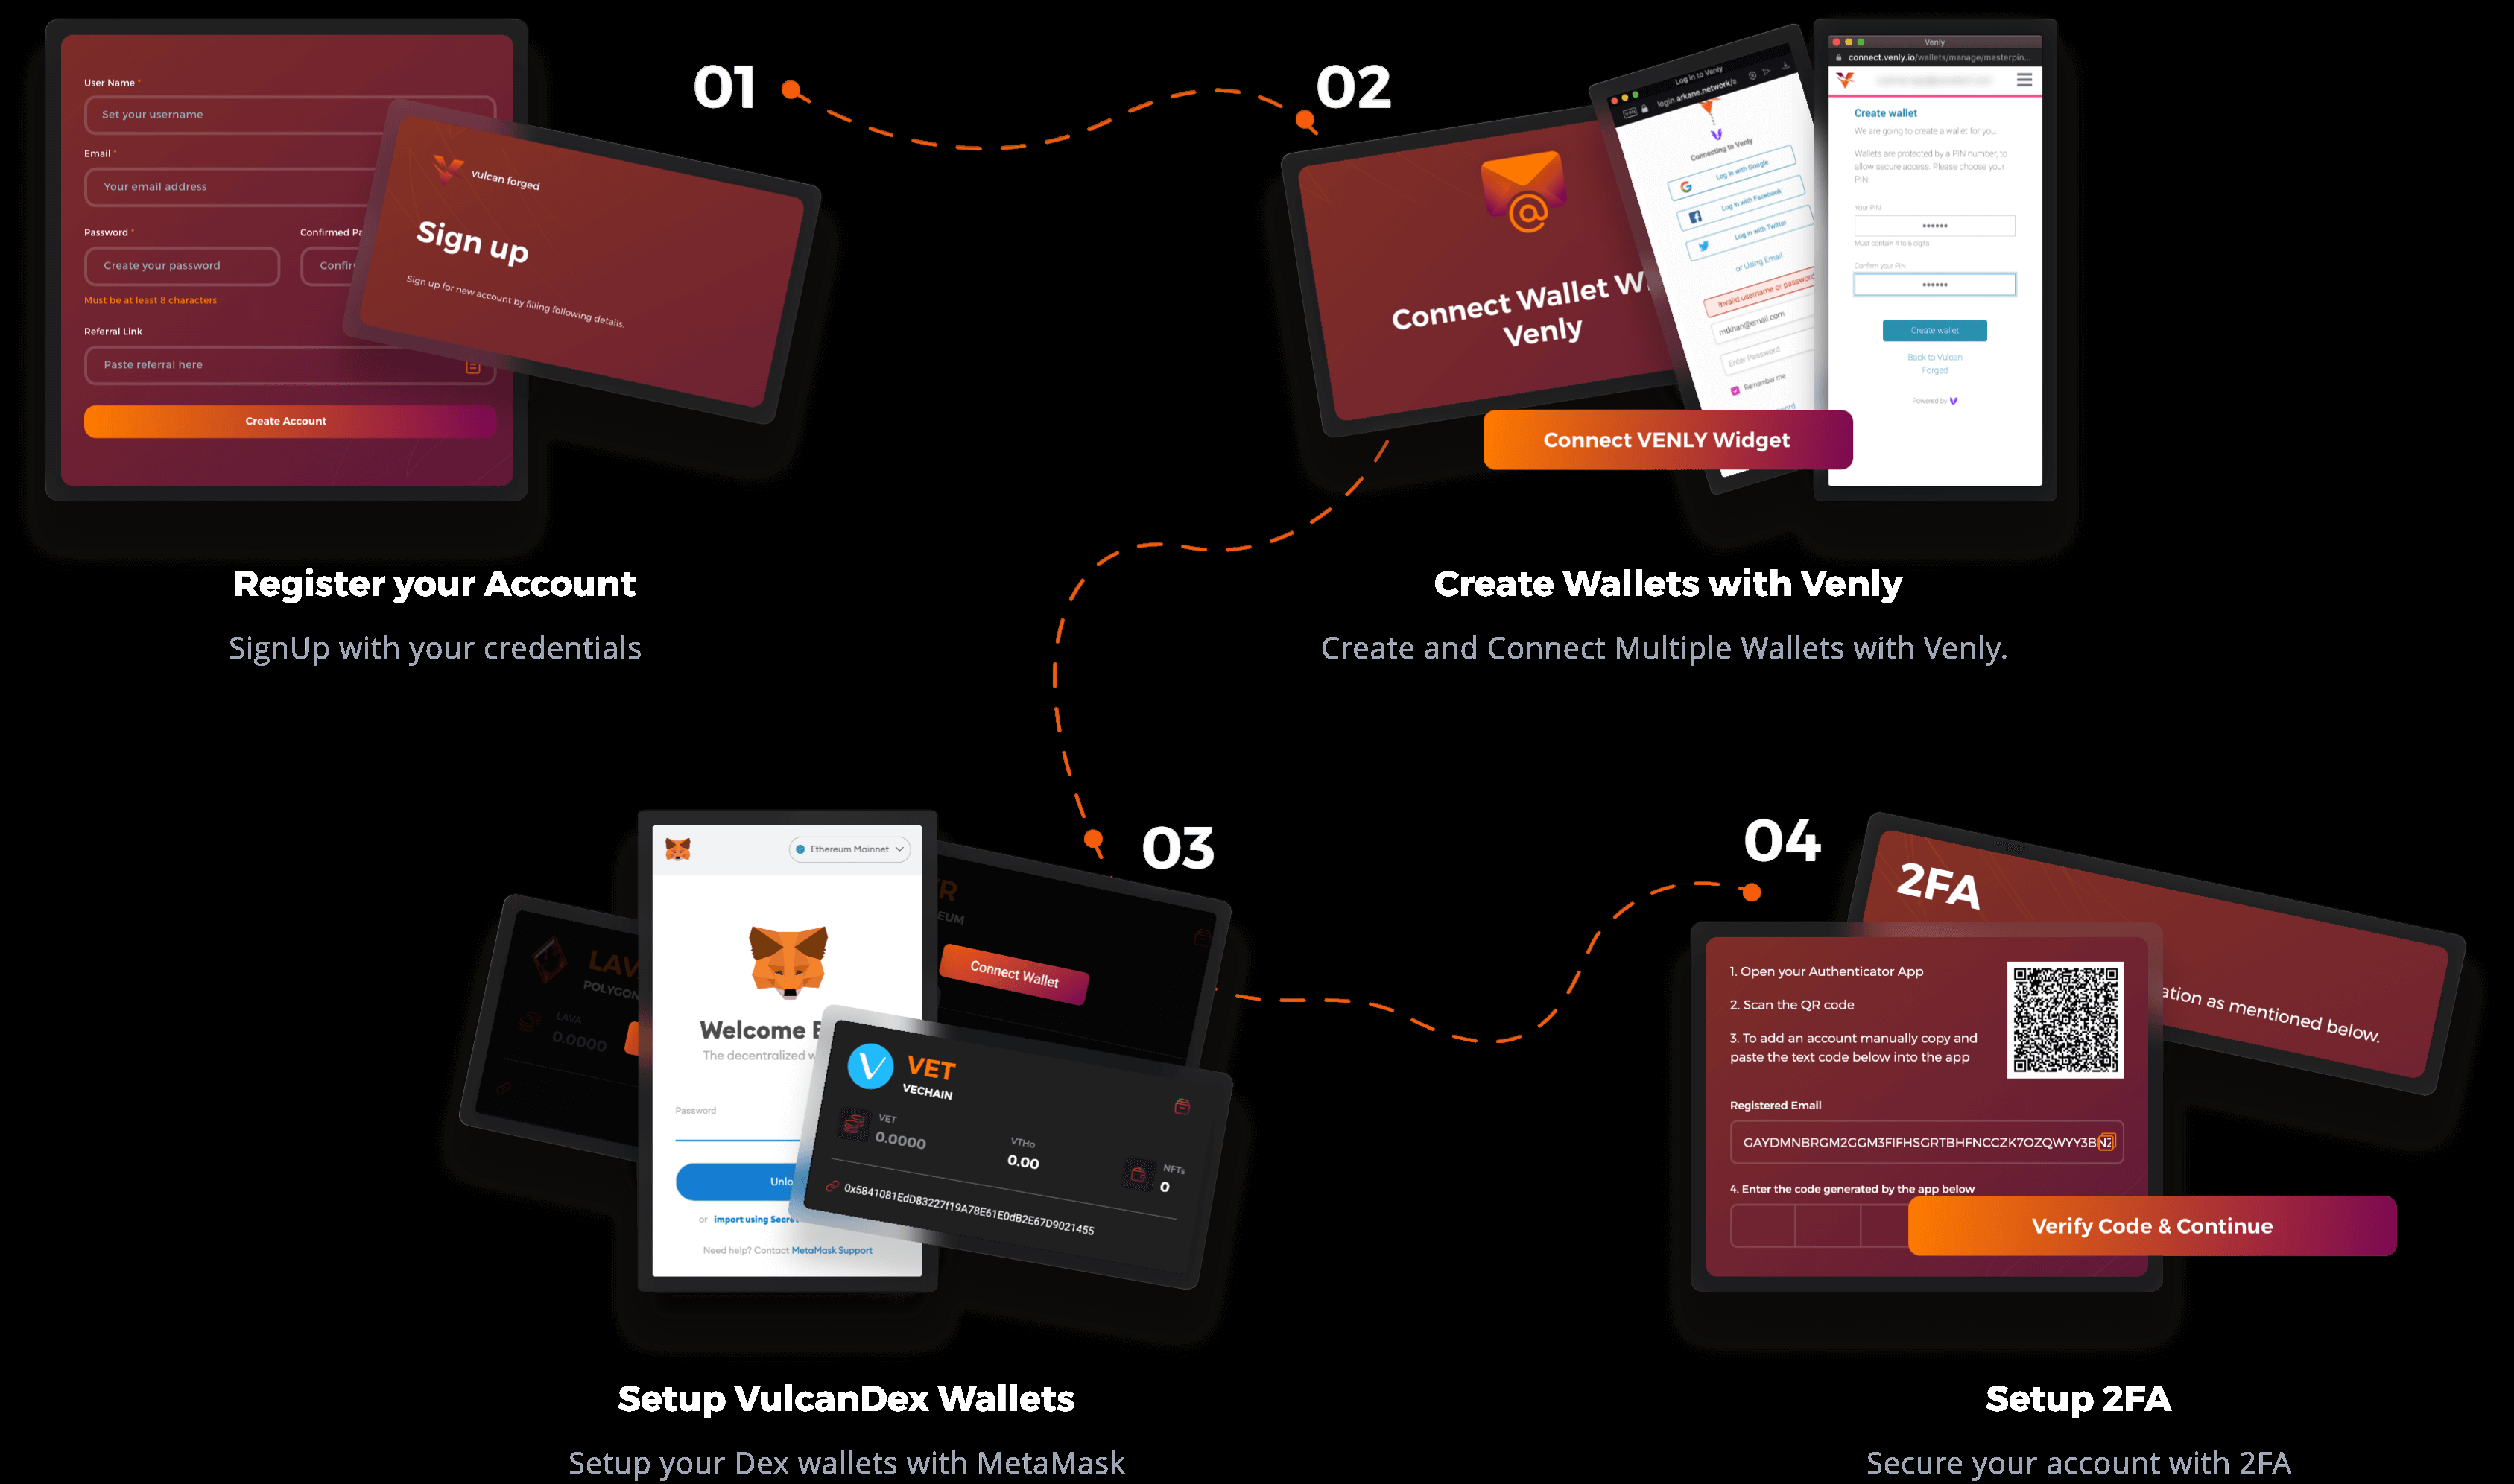 User Name *
Set your username
Email *
Your email address
Password *
Confirmed Pa
Create your password
Confir
Must be at least 8 characters
Referral Link
Paste referral here
Create Account
vulcan forged
Sign up
Sign up for new account by filling following details.
01
Register your Account
SignUp with your credentials
02
Connect Wallet W
Venly
Log in to Venly
VPN
login.arkane.network/s
Connecting to Venly
Log in with Google
Log in with Facebook
Log in with Twitter
or Using Email
Invalid username or password
mtkhan@email.com
Enter Password
Remember me
Connect VENLY Widget
Venly
connect.venly.io/wallets/manage/masterpin...
Create wallet
We are going to create a wallet for you.
Wallets are protected by a PIN number, to
allow secure access. Please choose your
PIN.
Your PIN
••••••
Must contain 4 to 6 digits
Confirm your PIN
••••••
Create wallet
Back to Vulcan
Forged
Powered by
Create Wallets with Venly
Create and Connect Multiple Wallets with Venly.
03
LAV
POLYGON
LAVA
0.0000
Ethereum Mainnet
Welcome B
The decentralized w
Password
Unlo
or import using Secre
Need help? Contact MetaMask Support
R
EUM
Connect Wallet
VET
VECHAIN
VET
0.0000
VTHo
0.00
NFTs
0
0x5841081EdD83227f19A78E61E0dB2E67D9021455
Setup VulcanDex Wallets
Setup your Dex wallets with MetaMask
04
2FA
ation as mentioned below.
1. Open your Authenticator App
2. Scan the QR code
3. To add an account manually copy and
paste the text code below into the app
Registered Email
GAYDMNBRGM2GGM3FIFHSGRTBHFNCCZK7OZQWYY3BNZ
4. Enter the code generated by the app below
Verify Code & Continue
Setup 2FA
Secure your account with 2FA